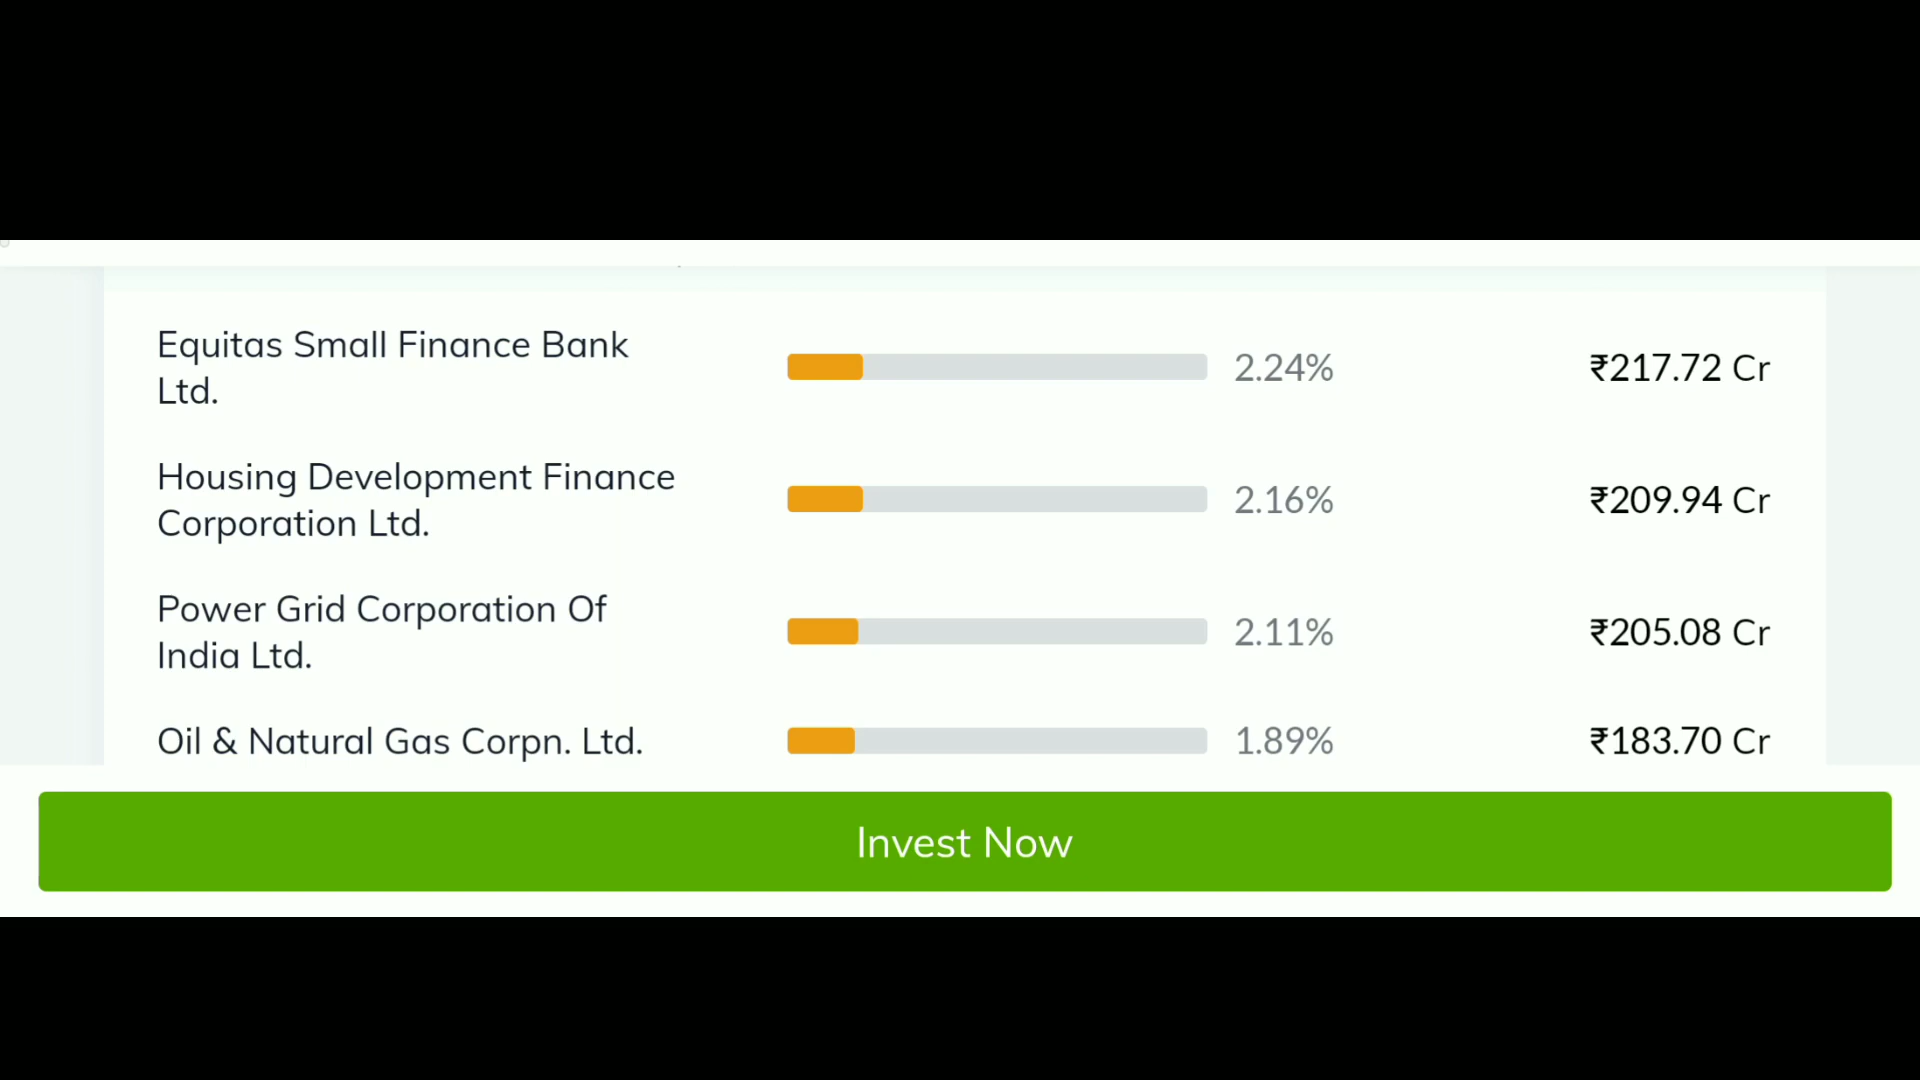 Equitas Small Finance Bank
Ltd.
2.24%
₹217.72 Cr
Housing Development Finance
Corporation Ltd.
2.16%
₹209.94 Cr
Power Grid Corporation Of
India Ltd.
2.11%
₹205.08 Cr
Oil & Natural Gas Corpn. Ltd.
1.89%
₹183.70 Cr
Invest Now